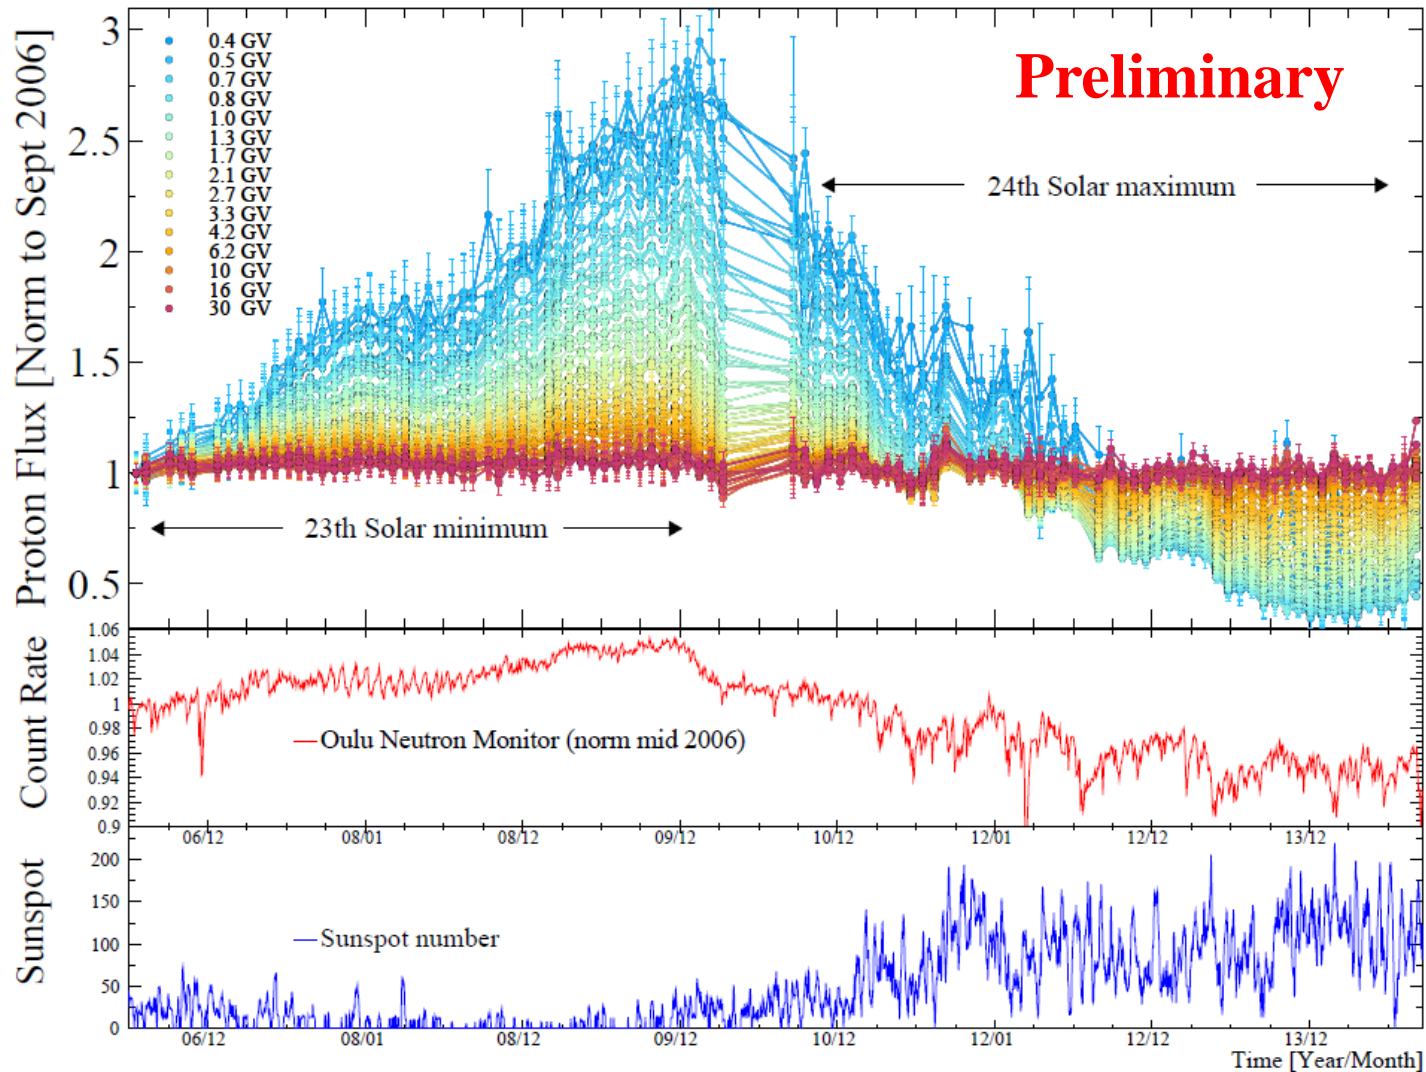 Proton Flux [Norm to Sept 2006]
3
2.5
2
1.5
1
0.5
0.4 GV
0.5 GV
0.7 GV
0.8 GV
1.0 GV
1.3 GV
1.7 GV
2.1 GV
2.7 GV
3.3 GV
4.2 GV
6.2 GV
10 GV
16 GV
30 GV
Preliminary
24th Solar maximum
23th Solar minimum
Count Rate
1.06
1.04
1.02
1
0.98
0.96
0.94
0.92
0.9
Oulu Neutron Monitor (norm mid 2006)
06/12 08/01 08/12 09/12 10/12 12/01 12/12 13/12
Sunspot
200
150
100
50
0
Sunspot number
06/12 08/01 08/12 09/12 10/12 12/01 12/12 13/12
Time [Year/Month]